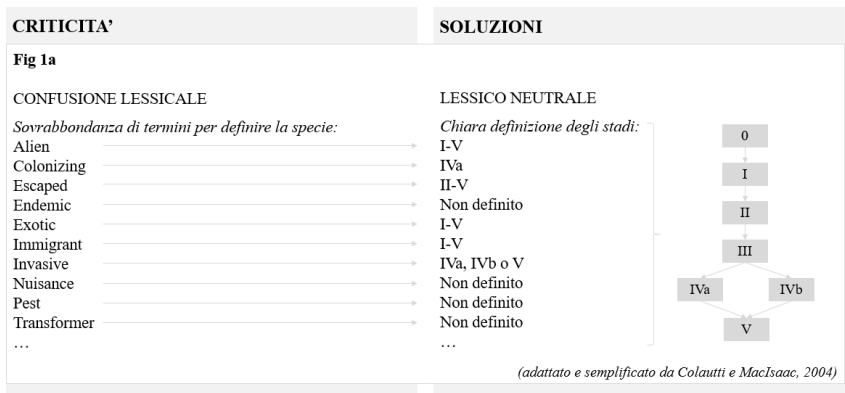 CRITICITA’
SOLUZIONI
Fig 1a
CONFUSIONE LESSICALE
Sovrabbondanza di termini per definire la specie:
Alien
Colonizing
Escaped
Endemic
Exotic
Immigrant
Invasive
Nuisance
Pest
Transformer
…
LESSICO NEUTRALE
Chiara definizione degli stadi:
I-V
IVa
II-V
Non definito
I-V
I-V
IVa, IVb o V
Non definito
Non definito
Non definito
…
0
I
II
III
IVa
IVb
V
(adattato e semplificato da Colautti e MacIsaac, 2004)